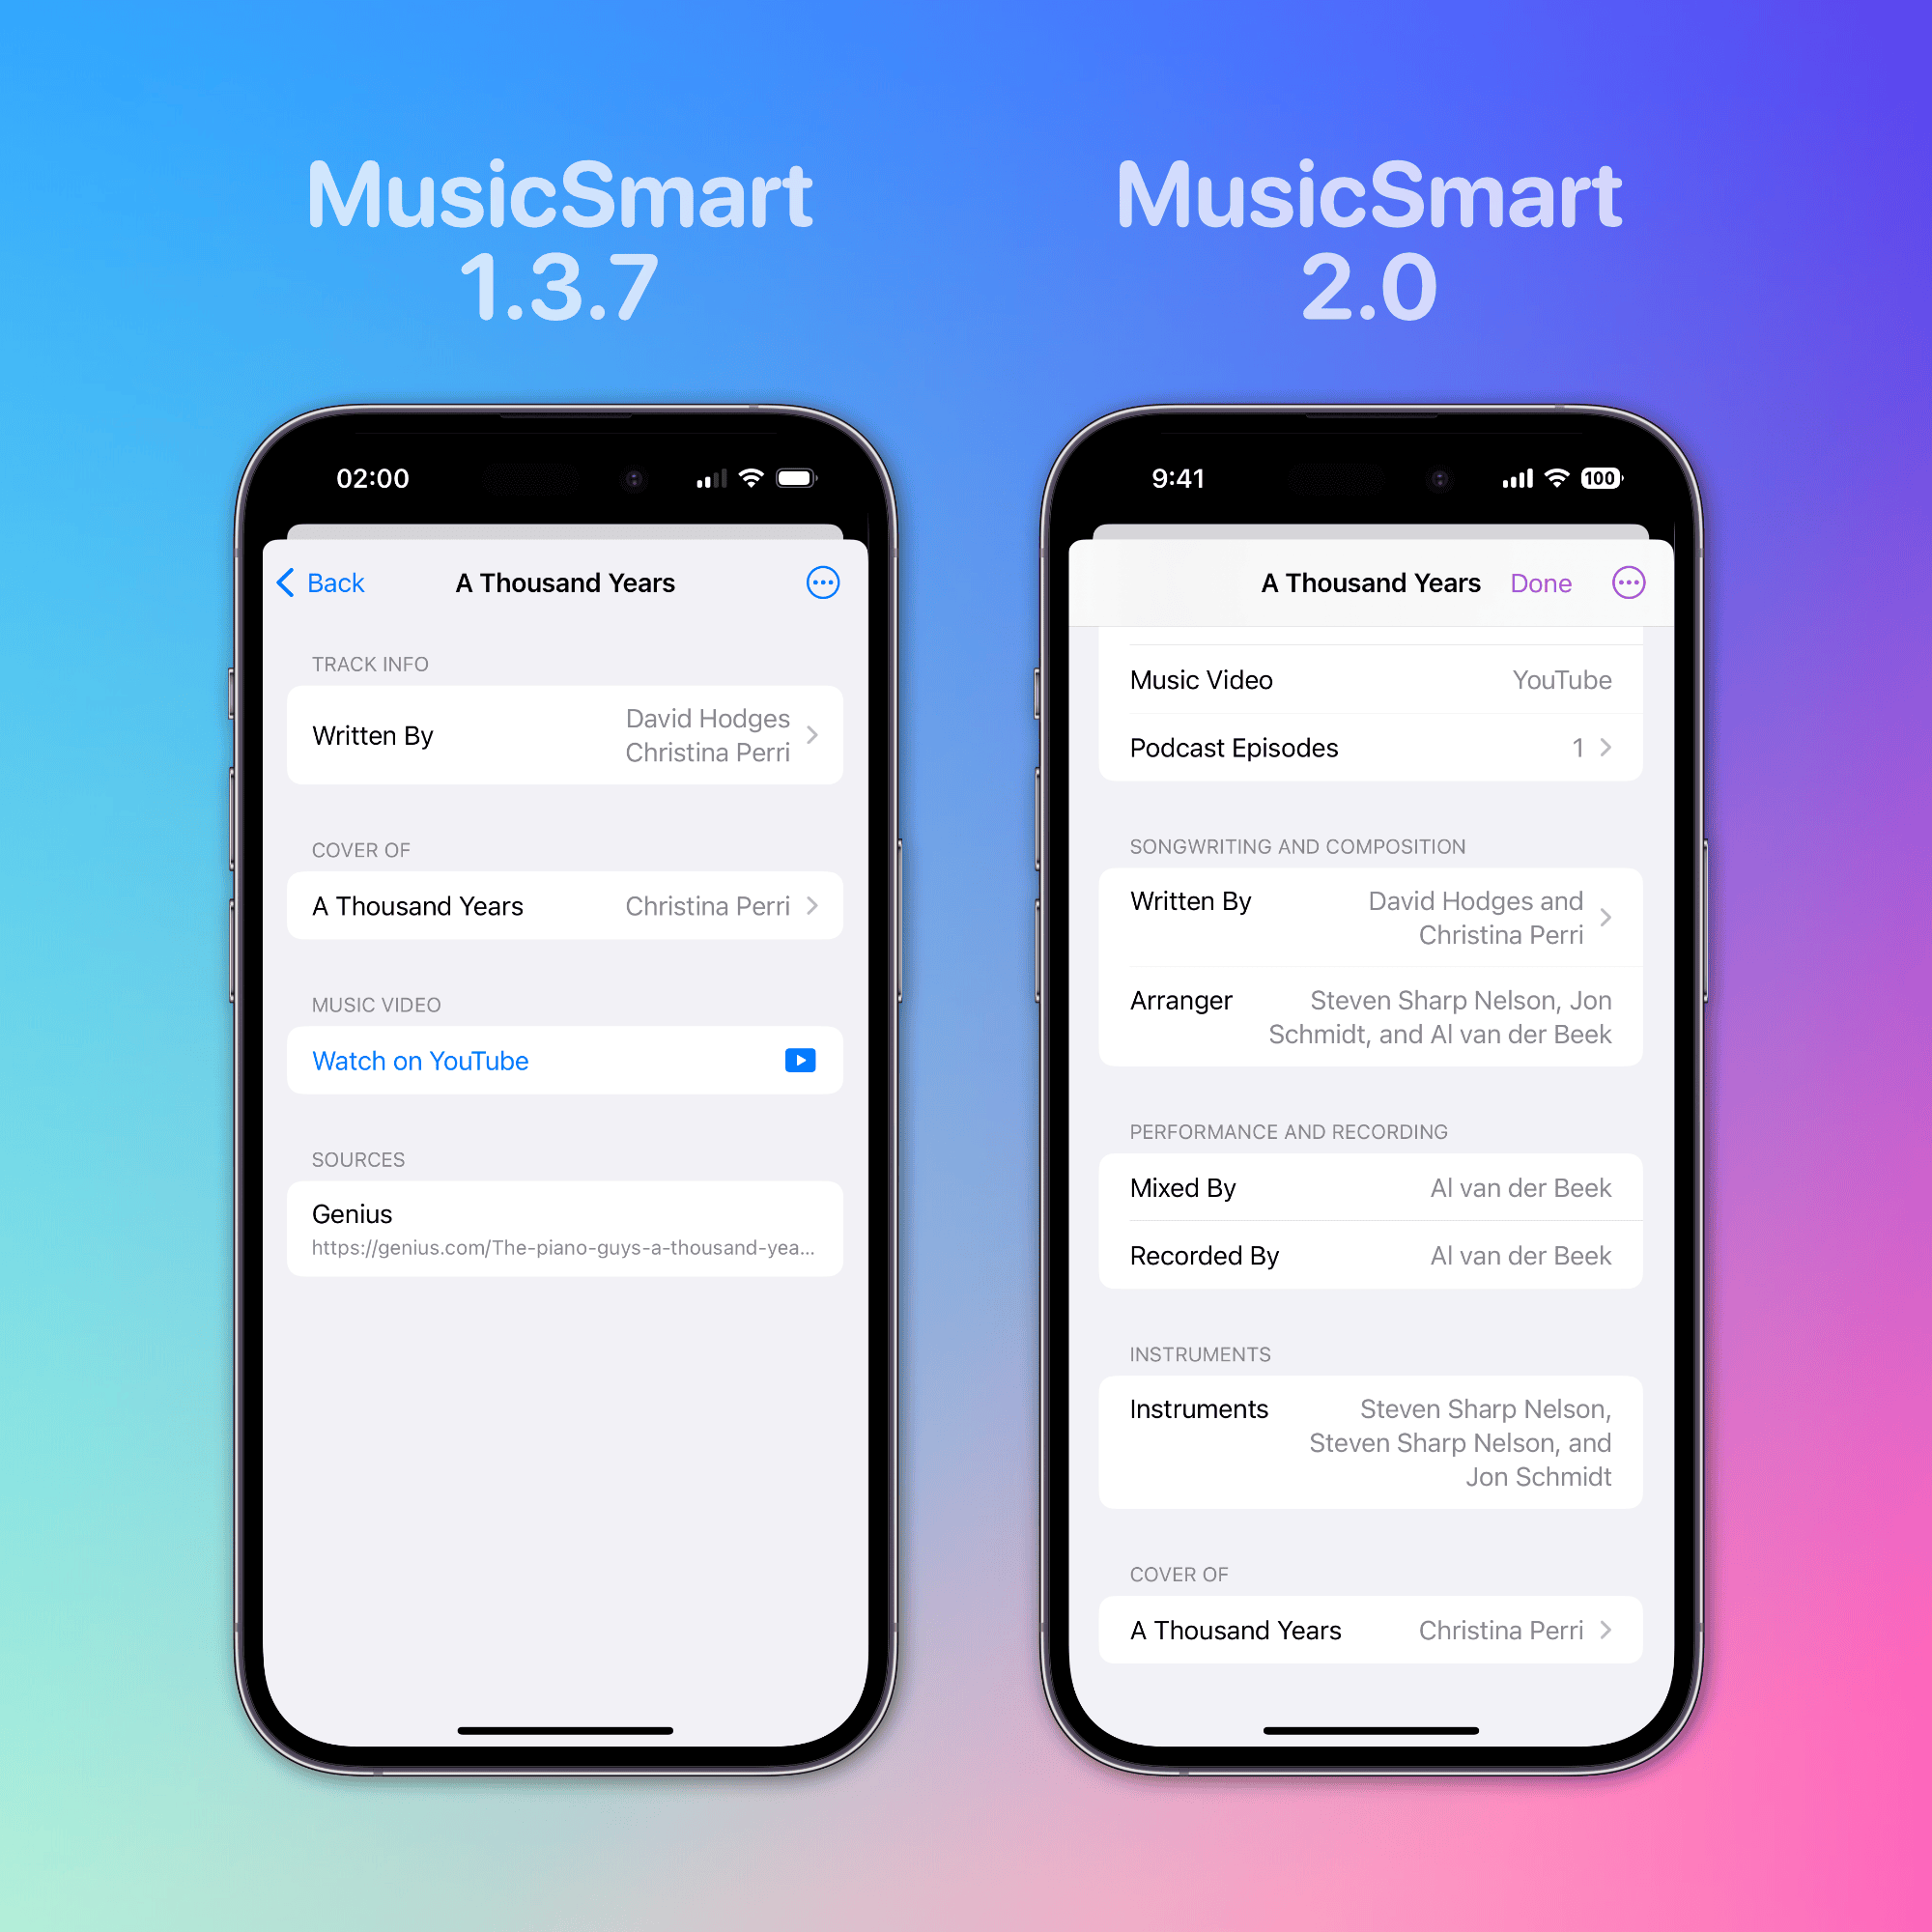 MusicSmart
1.3.7
02:00
Back
A Thousand Years
TRACK INFO
Written By
David Hodges
Christina Perri
COVER OF
A Thousand Years
Christina Perri
MUSIC VIDEO
Watch on YouTube
SOURCES
Genius
https://genius.com/The-piano-guys-a-thousand-yea...
MusicSmart
2.0
9:41
100
A Thousand Years
Done
Music Video
YouTube
Podcast Episodes
1
SONGWRITING AND COMPOSITION
Written By
David Hodges and
Christina Perri
Arranger
Steven Sharp Nelson, Jon
Schmidt, and Al van der Beek
PERFORMANCE AND RECORDING
Mixed By
Al van der Beek
Recorded By
Al van der Beek
INSTRUMENTS
Instruments
Steven Sharp Nelson,
Steven Sharp Nelson, and
Jon Schmidt
COVER OF
A Thousand Years
Christina Perri